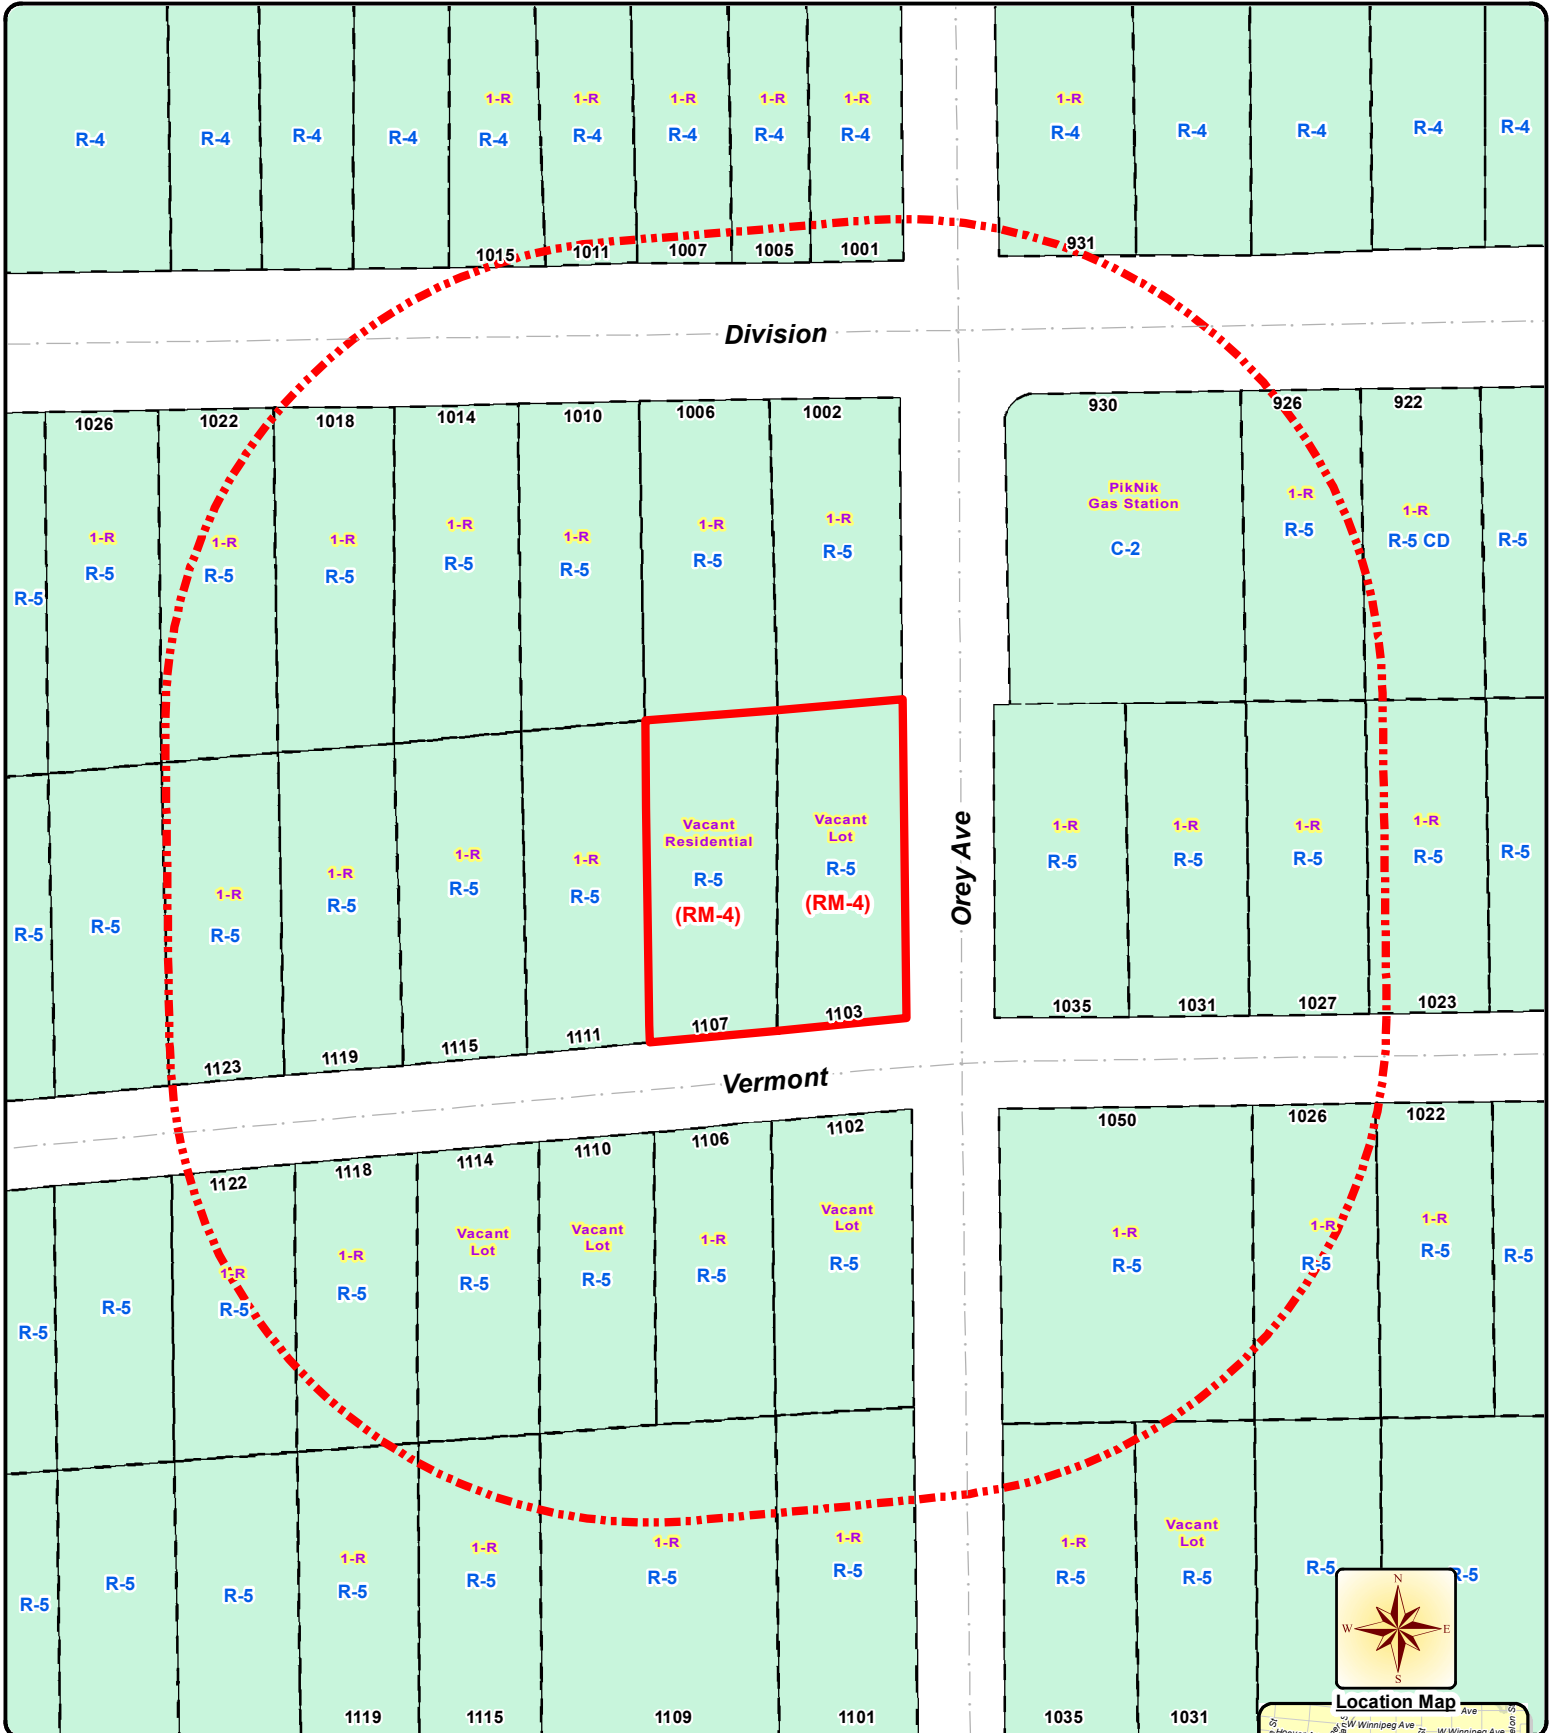 1-R 1-R 1-R 1-R 1-R 1-R
R-4 R-4 R-4 R-4 R-4 R-4 R-4 R-4 R-4 R-4 R-4 R-4 R-4 R-4
1015 1011 1007 1005 1001 931
Division
1026 1022 1018 1014 1010 1006 1002 930 926 922
PikNik
Gas Station
1-R 1-R 1-R 1-R 1-R 1-R 1-R 1-R 1-R
R-5 R-5 R-5 R-5 R-5 R-5 R-5 R-5 C-2 R-5 R-5 CD R-5
Vacant
Residential
Vacant
Lot
1-R 1-R 1-R 1-R 1-R 1-R 1-R 1-R
R-5 R-5 R-5 R-5 R-5 R-5 R-5 R-5 R-5 R-5 R-5 R-5 R-5
(RM-4) (RM-4)
Orey Ave
1123 1119 1115 1111 1107 1103 1035 1031 1027 1023
Vermont
1122 1118 1114 1110 1106 1102 1050 1026 1022
Vacant
Lot
Vacant
Lot
Vacant
Lot
1-R 1-R 1-R 1-R 1-R 1-R
R-5 R-5 R-5 R-5 R-5 R-5 R-5 R-5 R-5 R-5 R-5 R-5
Vacant
Lot
1-R 1-R 1-R 1-R 1-R
R-5 R-5 R-5 R-5 R-5 R-5 R-5 R-5 R-5 R-5 R-5
N
W E
S
Location Map
1119 1115 1109 1101 1035 1031
Ave
W Winnipeg Ave W Winnipeg Ave